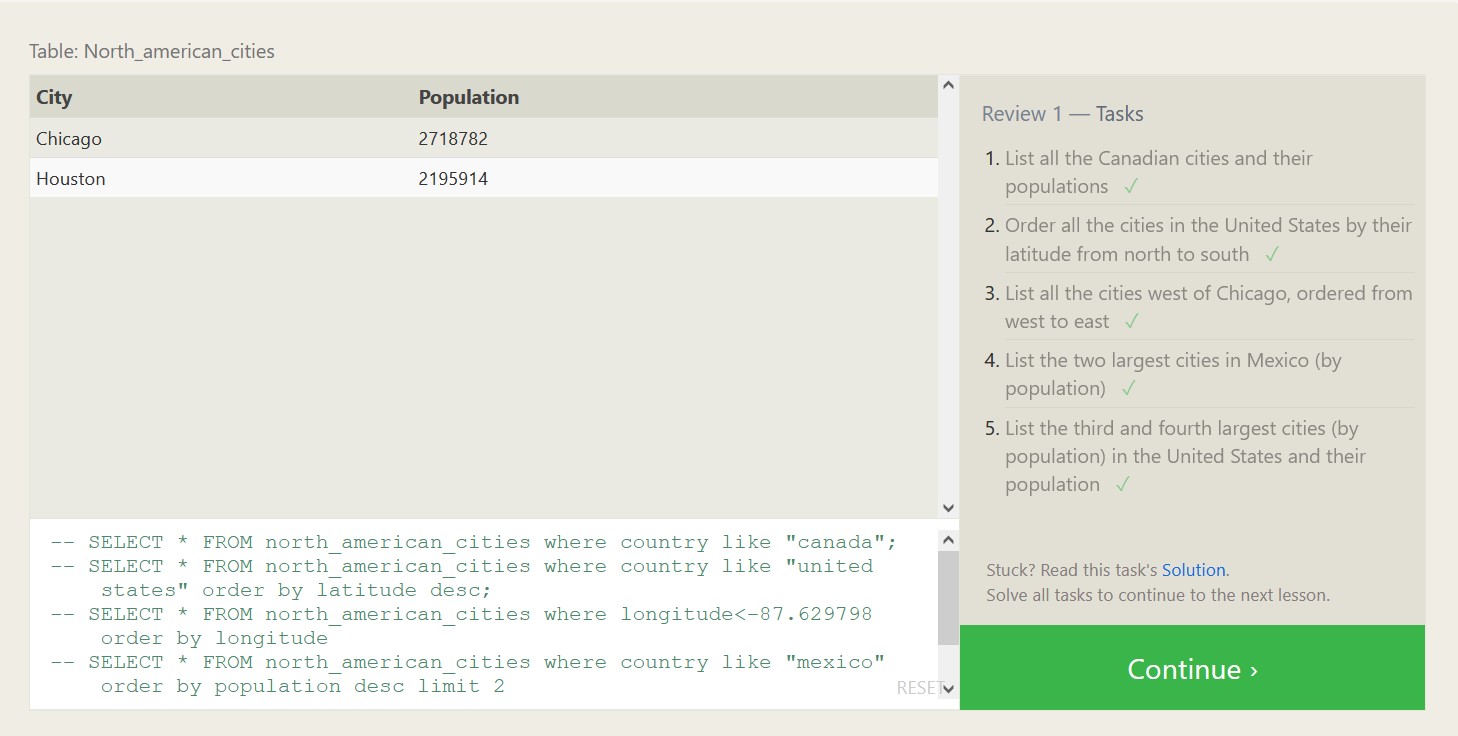 Table: North_american_cities
City Population
Chicago 2718782
Houston 2195914
-- SELECT * FROM north_american_cities where country like "canada";
-- SELECT * FROM north_american_cities where country like "united
states" order by latitude desc;
-- SELECT * FROM north_american_cities where longitude<-87.629798
order by longitude
-- SELECT * FROM north_american_cities where country like "mexico"
order by population desc limit 2
RESET
Review 1 — Tasks
1. List all the Canadian cities and their
populations ✓
2. Order all the cities in the United States by their
latitude from north to south ✓
3. List all the cities west of Chicago, ordered from
west to east ✓
4. List the two largest cities in Mexico (by
population) ✓
5. List the third and fourth largest cities (by
population) in the United States and their
population ✓
Stuck? Read this task's Solution.
Solve all tasks to continue to the next lesson.
Continue ›